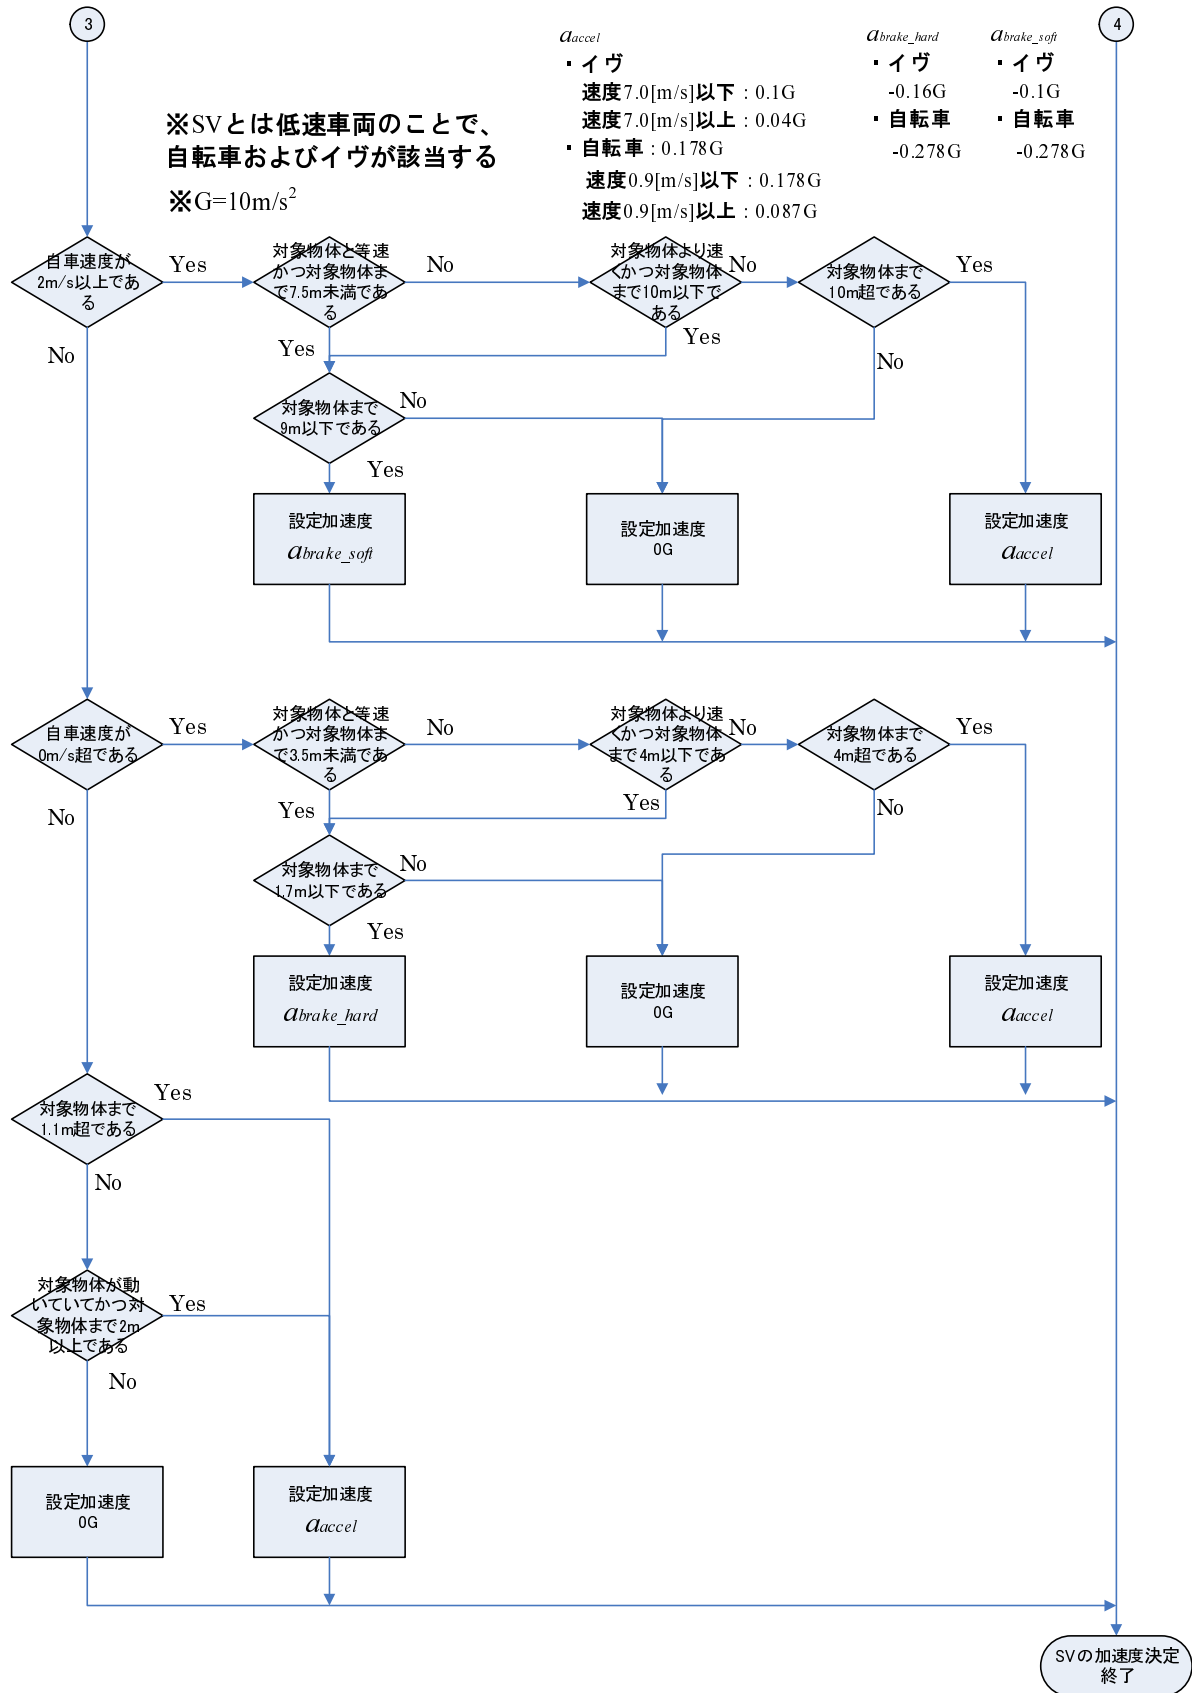 3
4
aaccel
・イヴ
速度7.0[m/s]以下：0.1G
速度7.0[m/s]以上：0.04G
・自転車：0.178G
速度0.9[m/s]以下：0.178G
速度0.9[m/s]以上：0.087G
abrake_hard
・イヴ
-0.16G
・自転車
-0.278G
abrake_soft
・イヴ
-0.1G
・自転車
-0.278G
※SVとは低速車両のことで、
自転車およびイヴが該当する
※G=10m/s2
自車速度が
2m/s以上であ
る
Yes
No
対象物体と等速
かつ対象物体ま
で7.5m未満であ
る
No
Yes
対象物体より速
くかつ対象物体
まで10m以下で
ある
No
Yes
対象物体まで
10m超である
Yes
No
対象物体まで
9m以下である
No
Yes
設定加速度
abrake_soft
設定加速度
0G
設定加速度
aaccel
自車速度が
0m/s超である
Yes
No
対象物体と等速
かつ対象物体ま
で3.5m未満であ
る
No
Yes
対象物体より速
くかつ対象物体
まで4m以下であ
る
No
Yes
対象物体まで
4m超である
Yes
No
対象物体まで
1.7m以下である
No
Yes
設定加速度
abrake_hard
設定加速度
0G
設定加速度
aaccel
対象物体まで
1.1m超である
Yes
No
対象物体が動
いていてかつ対
象物体まで2m
以上である
Yes
No
設定加速度
0G
設定加速度
aaccel
SVの加速度決定
終了